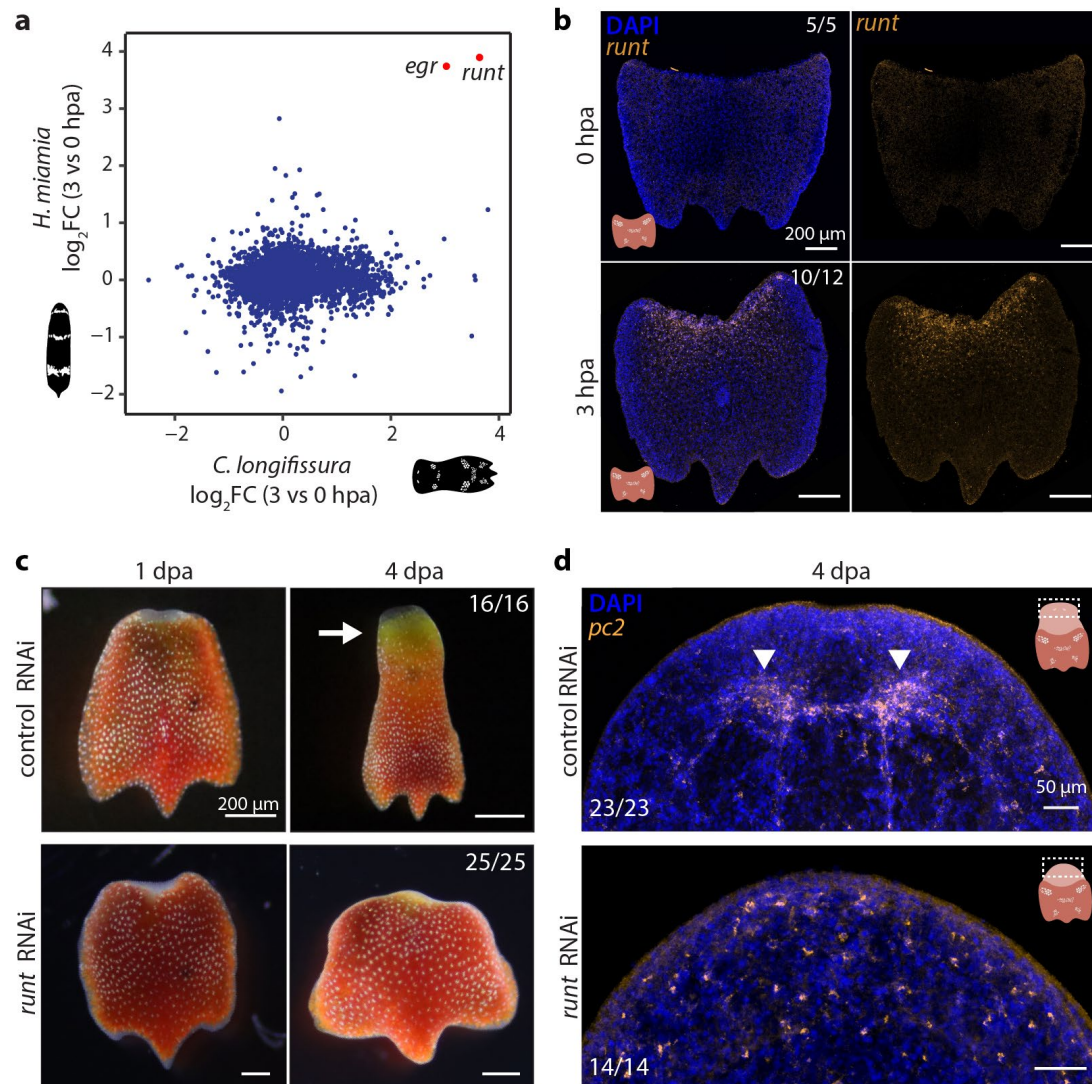 a
H. miamia
log₂FC (3 vs 0 hpa)
4
3
2
1
0
−1
−2
egr
runt
−2
0
2
4
C. longifissura
log₂FC (3 vs 0 hpa)
b
DAPI
runt
5/5
runt
0 hpa
200 μm
3 hpa
10/12
c
1 dpa
4 dpa
control RNAi
16/16
200 μm
runt RNAi
25/25
d
4 dpa
DAPI
pc2
control RNAi
23/23
50 μm
runt RNAi
14/14